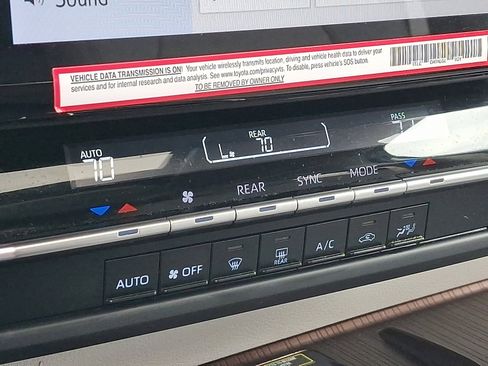 Sound
VEHICLE DATA TRANSMISSION IS ON! Your vehicle wirelessly transmits location, driving and vehicle health data to deliver your
services and for internal research and data analysis. See www.toyota.com/privacyvts. To disable, press vehicle's SOS button.
TO BE REMOVED BY OWNER ONLY
AUTO
70
REAR
70
PASS
REAR SYNC MODE
AUTO
OFF
REAR
A/C